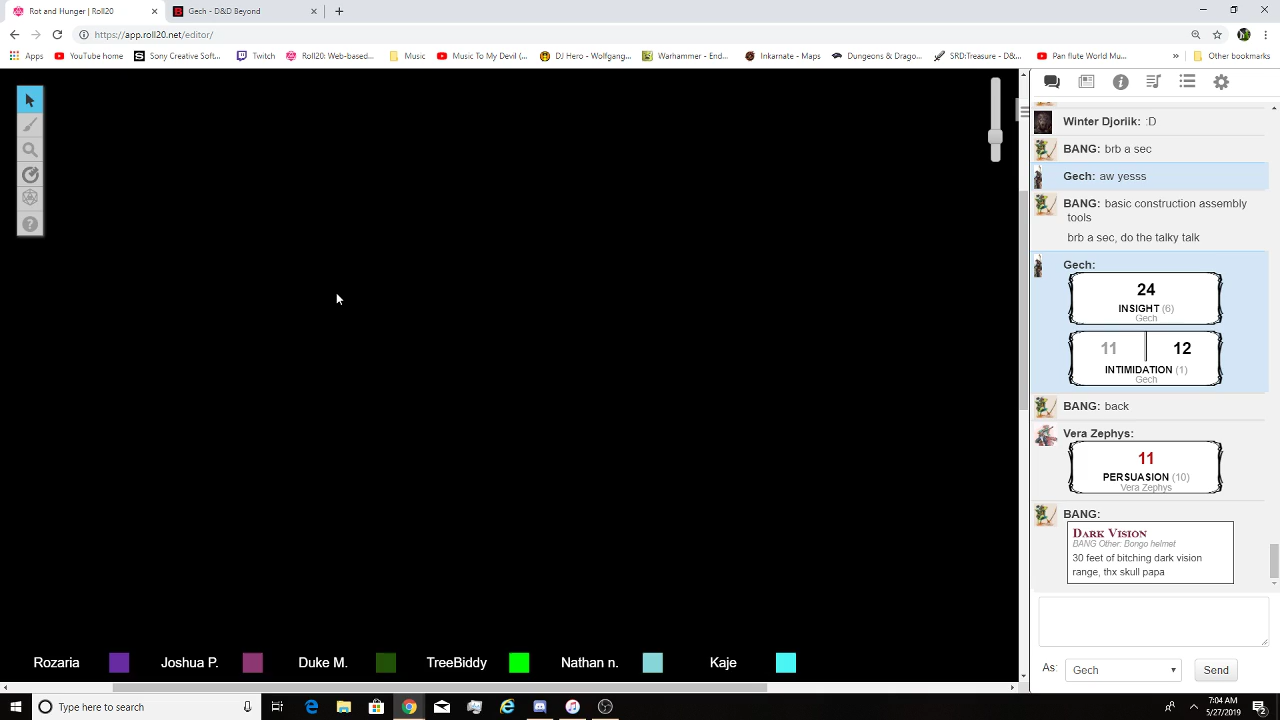 Rot and Hunger | Roll20
Gech - D&D Beyond
https://app.roll20.net/editor/
Apps
YouTube home
Sony Creative Soft...
Twitch
Roll20: Web-based...
Music
Music To My Devil (...
DJ Hero - Wolfgang...
Warhammer - End...
Inkarnate - Maps
Dungeons & Drago...
SRD:Treasure - D&...
Pan flute World Mu...
»
Other bookmarks
Winter Djoriik: :D
BANG: brb a sec
Gech: aw yesss
BANG: basic construction assembly
tools
brb a sec, do the talky talk
Gech:
24
INSIGHT (6)
Gech
11 12
INTIMIDATION (1)
Gech
BANG: back
Vera Zephys:
11
PERSUASION (10)
Vera Zephys
BANG:
DARK VISION
BANG Other: Bongo helmet
30 feet of bitching dark vision
range, thx skull papa
As: Gech Send
Rozaria Joshua P. Duke M. TreeBiddy Nathan n. Kaje
Type here to search
7:04 AM
5/27/2019
2